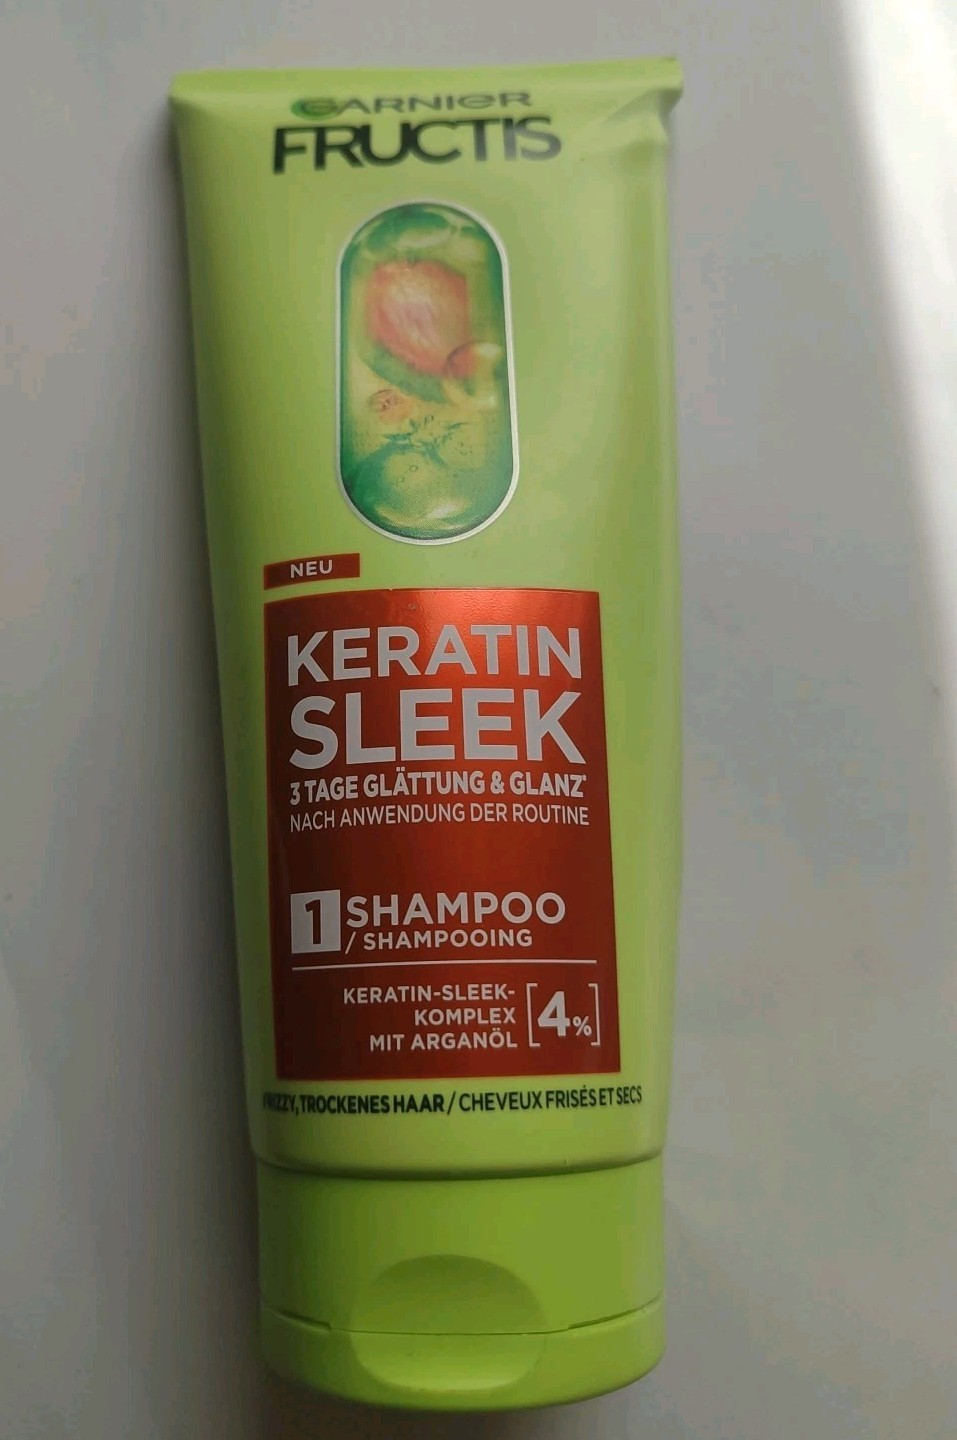 GARNIER
FRUCTIS
NEU
KERATIN
SLEEK
3 TAGE GLÄTTUNG & GLANZ*
NACH ANWENDUNG DER ROUTINE
1 SHAMPOO
/ SHAMPOOING
KERATIN-SLEEK-
KOMPLEX
MIT ARGANÖL [4%]
FRIZZY, TROCKENES HAAR / CHEVEUX FRISÉS ET SECS